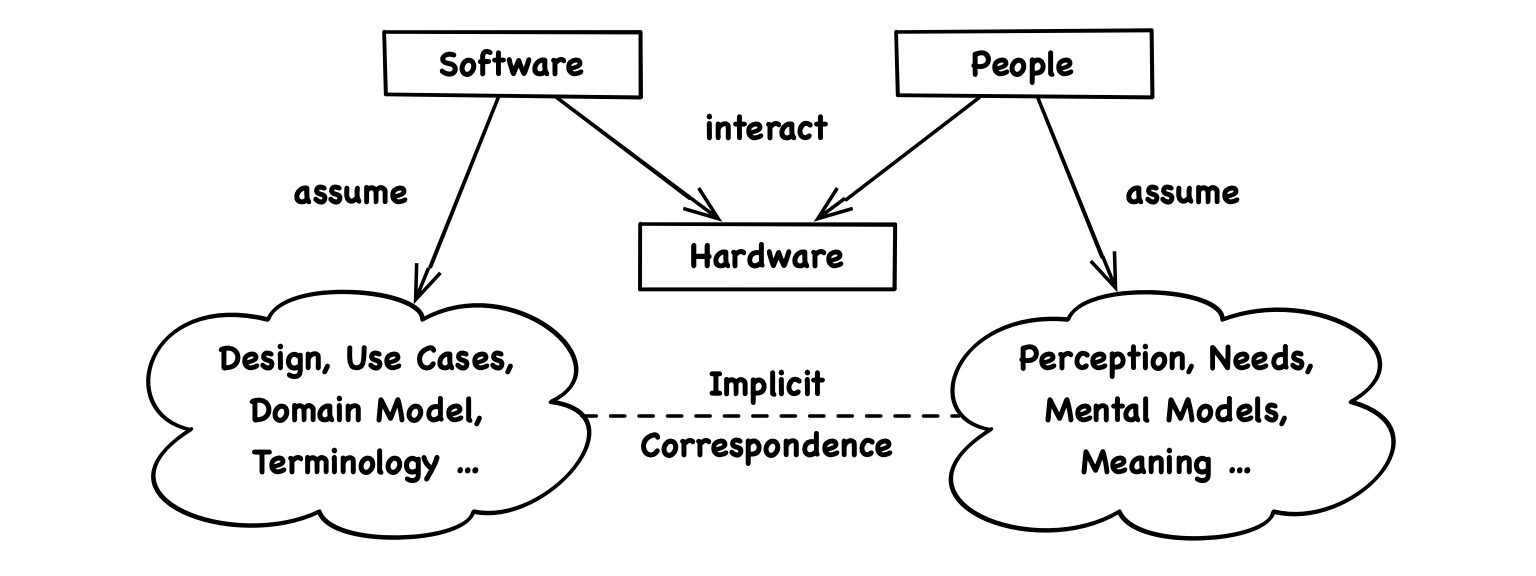 Software
People
interact
assume
assume
Hardware
Design, Use Cases,
Domain Model,
Terminology ...
Implicit
Correspondence
Perception, Needs,
Mental Models,
Meaning ...